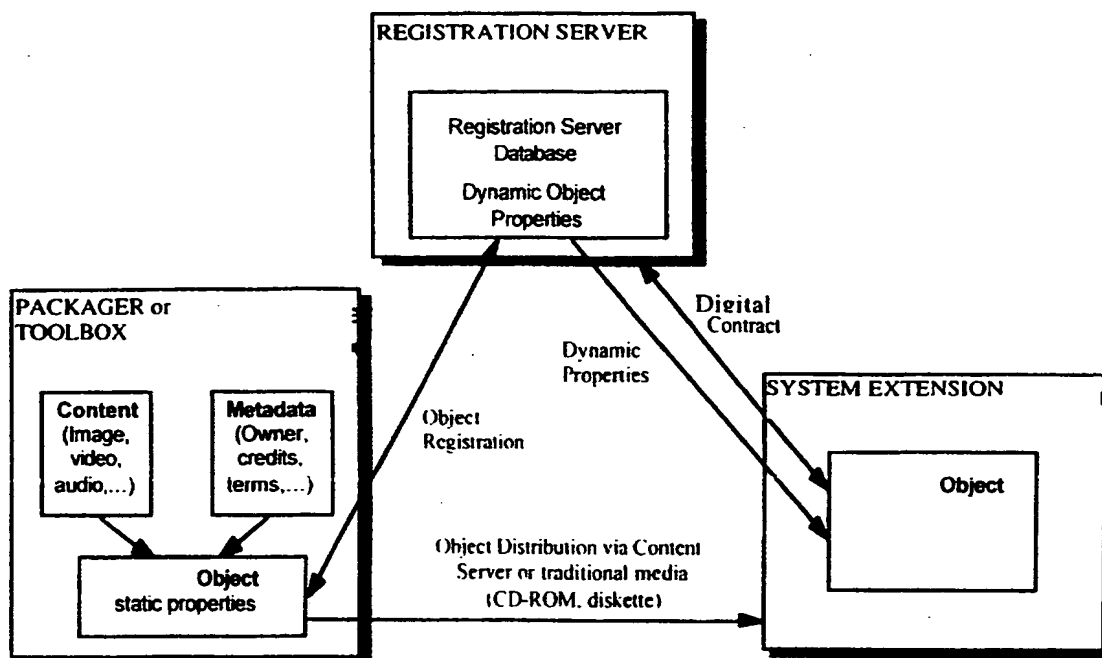 REGISTRATION SERVER
Registration Server
Database
Dynamic Object
Properties
PACKAGER or
TOOLBOX
Content
(Image,
video,
audio,...)
Metadata
(Owner,
credits,
terms,...)
Object
static properties
Object
Registration
Dynamic
Properties
Digital
Contract
SYSTEM EXTENSION
Object
Object Distribution via Content
Server or traditional media
(CD-ROM, diskette)